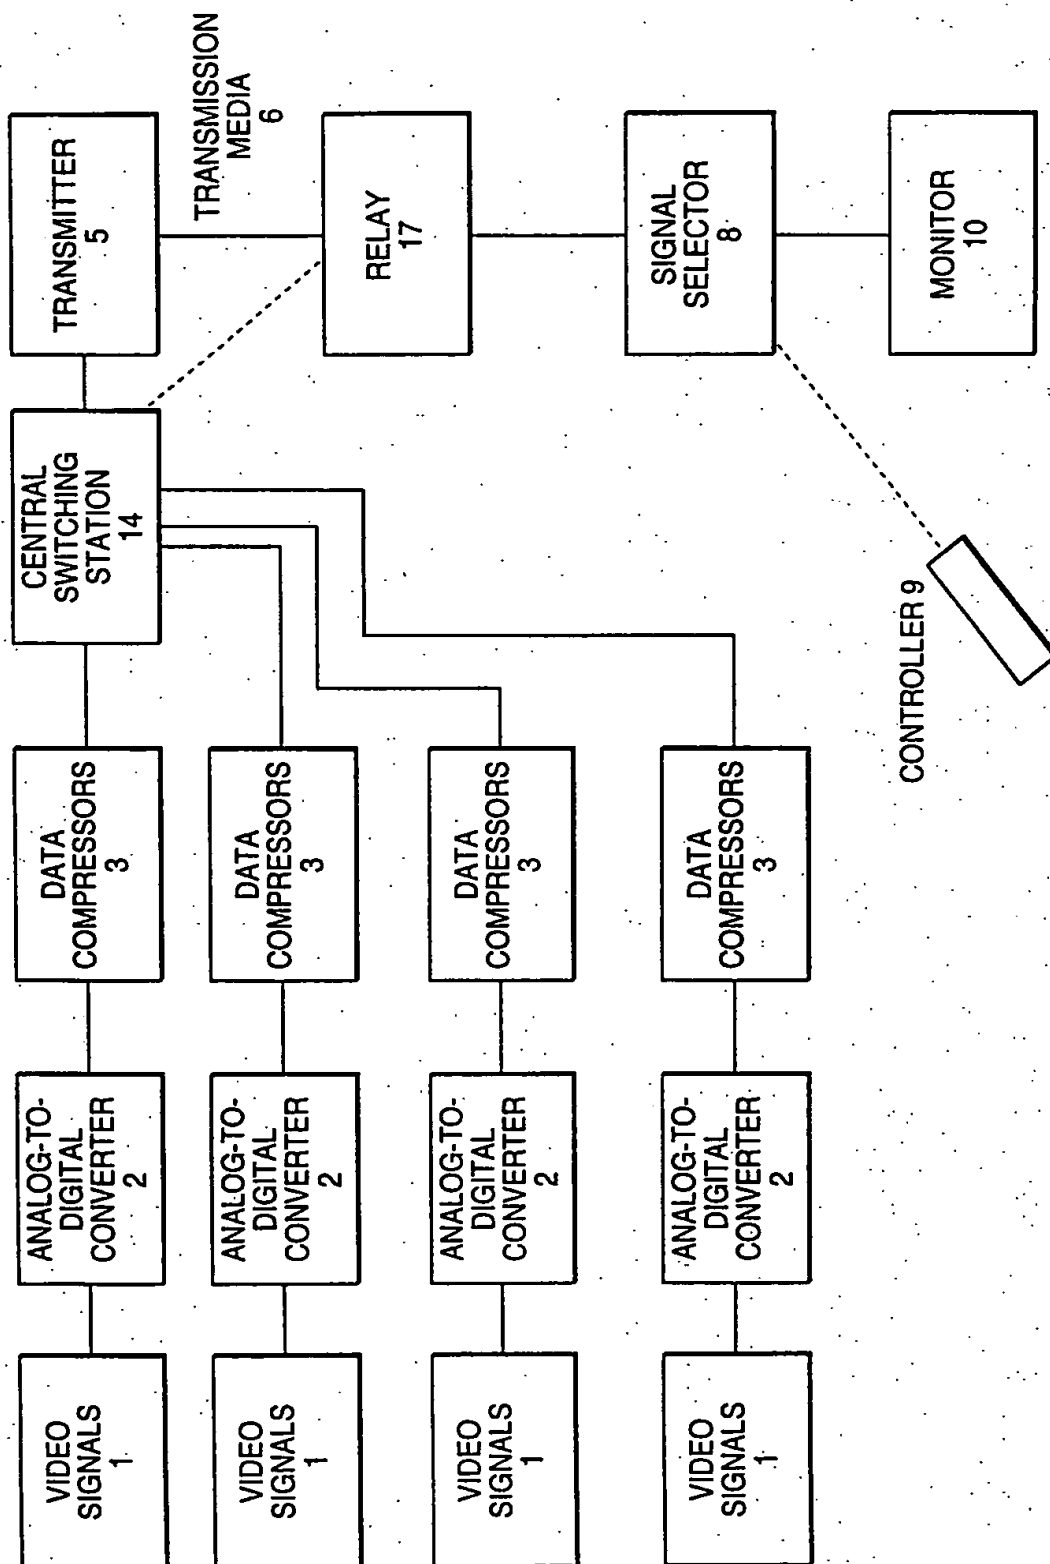 VIDEO
SIGNALS
1
ANALOG-TO-
DIGITAL
CONVERTER
2
DATA
COMPRESSORS
3
CENTRAL
SWITCHING
STATION
14
TRANSMITTER
5
VIDEO
SIGNALS
1
ANALOG-TO-
DIGITAL
CONVERTER
2
DATA
COMPRESSORS
3
TRANSMISSION
MEDIA
6
VIDEO
SIGNALS
1
ANALOG-TO-
DIGITAL
CONVERTER
2
DATA
COMPRESSORS
3
RELAY
17
VIDEO
SIGNALS
1
ANALOG-TO-
DIGITAL
CONVERTER
2
DATA
COMPRESSORS
3
SIGNAL
SELECTOR
8
CONTROLLER 9
MONITOR
10